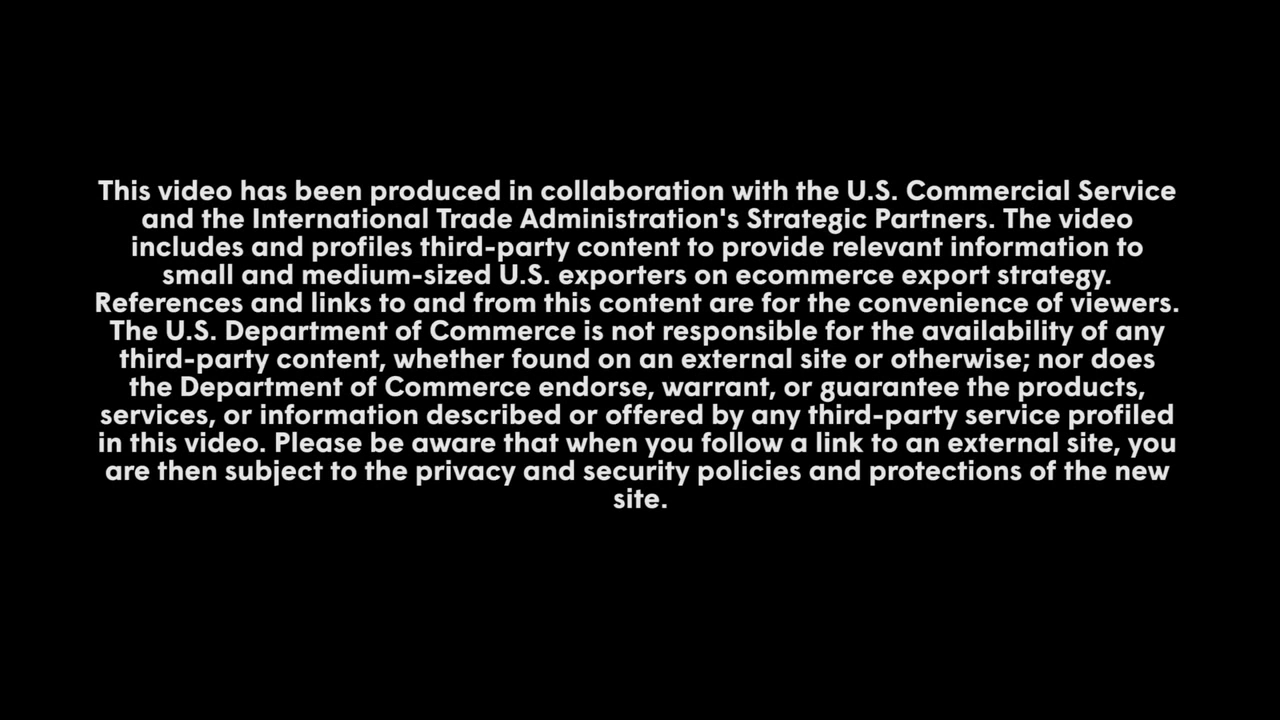 This video has been produced in collaboration with the U.S. Commercial Service
and the International Trade Administration's Strategic Partners. The video
includes and profiles third-party content to provide relevant information to
small and medium-sized U.S. exporters on ecommerce export strategy.
References and links to and from this content are for the convenience of viewers.
The U.S. Department of Commerce is not responsible for the availability of any
third-party content, whether found on an external site or otherwise; nor does
the Department of Commerce endorse, warrant, or guarantee the products,
services, or information described or offered by any third-party service profiled
in this video. Please be aware that when you follow a link to an external site, you
are then subject to the privacy and security policies and protections of the new
site.